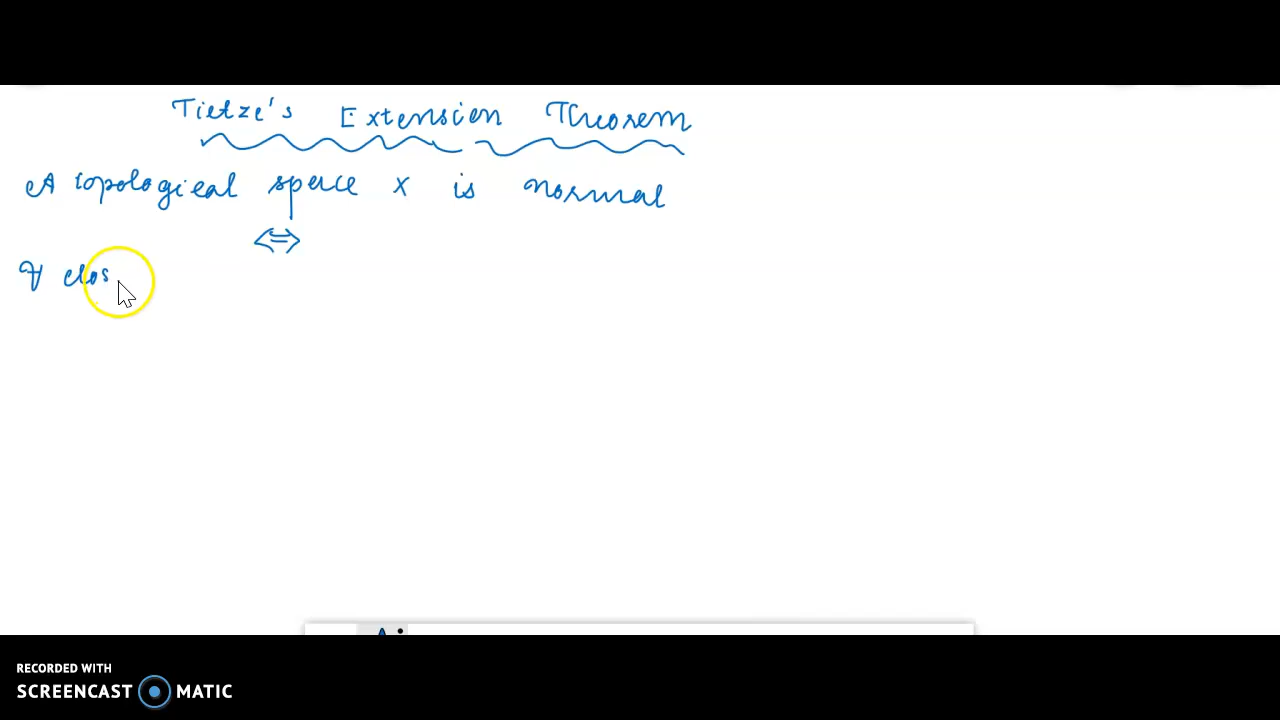 Tietze's Extension Theorem
A topological space X is normal
⇔
∀ clos
RECORDED WITH
SCREENCAST MATIC